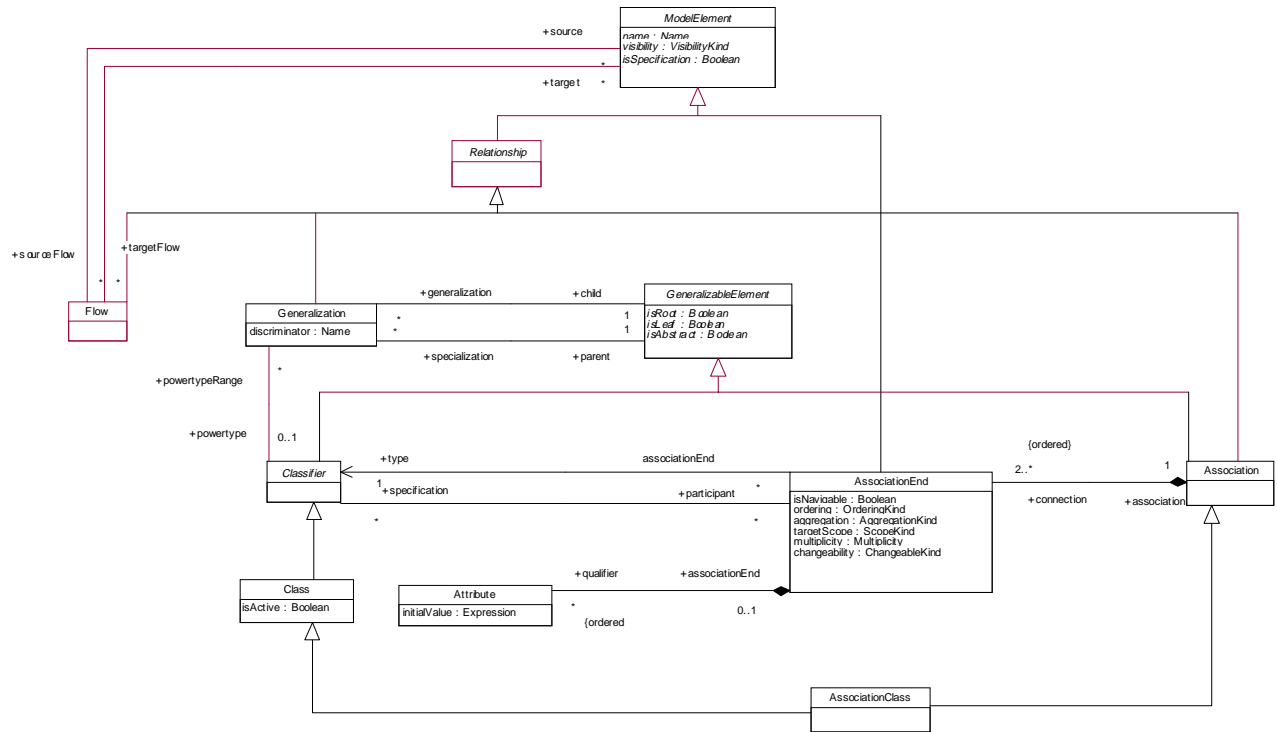 ModelElement
name : Name
visibility : VisibilityKind
isSpecification : Boolean
+source
*
+target
*
Relationship
+sourceFlow
+targetFlow
*
*
Flow
Generalization
discriminator : Name
+generalization
+child
*
1
*
1
+specialization
+parent
GeneralizableElement
isRoot : Boolean
isLeaf : Boolean
isAbstract : Boolean
+powertypeRange
*
+powertype
0..1
Classifier
+type
associationEnd
1
*
+specification
+participant
*
*
AssociationEnd
isNavigable : Boolean
ordering : OrderingKind
aggregation : AggregationKind
targetScope : ScopeKind
multiplicity : Multiplicity
changeability : ChangeableKind
{ordered}
2..*
1
+connection
+association
Association
Class
isActive : Boolean
Attribute
initialValue : Expression
+qualifier
+associationEnd
*
0..1
{ordered
AssociationClass